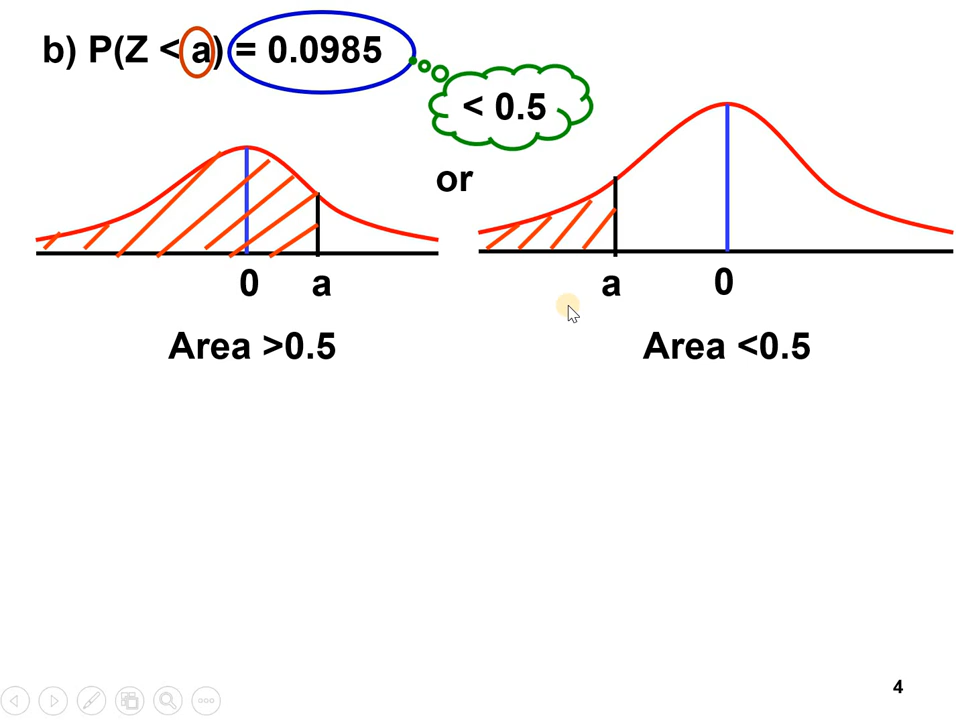 b) P(Z < a) = 0.0985
< 0.5
or
0 a
a 0
Area >0.5
Area <0.5
4